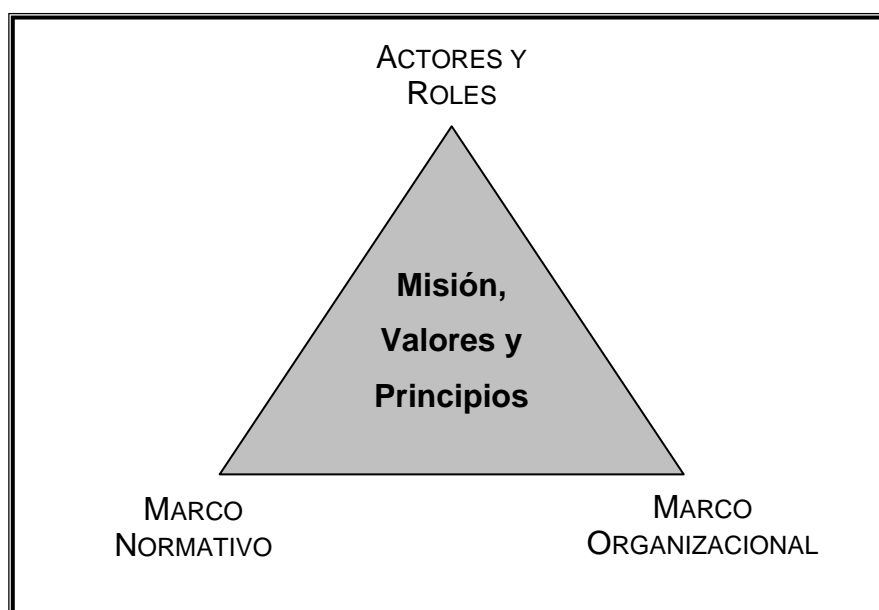 ACTORES Y
ROLES
Misión,
Valores y
Principios
MARCO
NORMATIVO
MARCO
ORGANIZACIONAL